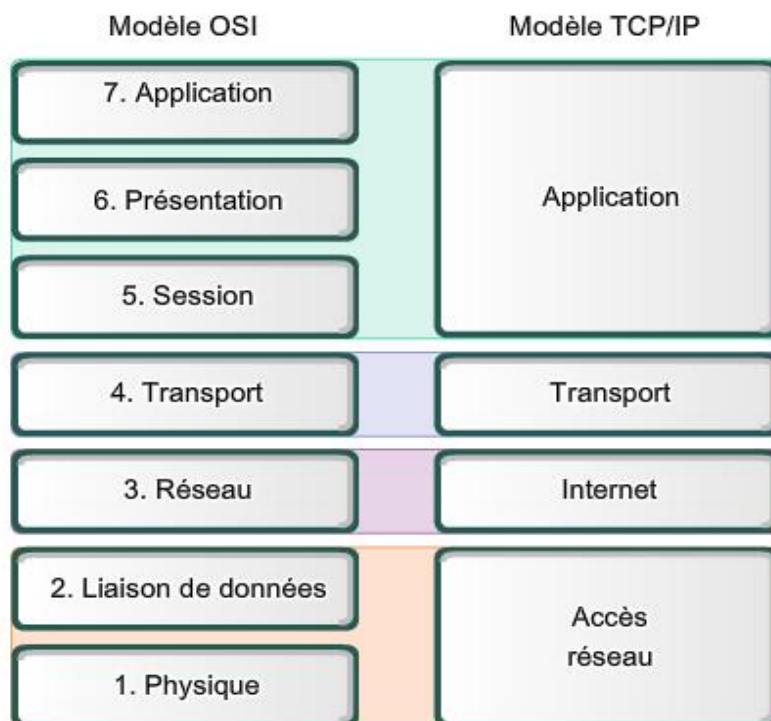 Modèle OSI
Modèle TCP/IP
7. Application
6. Présentation
5. Session
4. Transport
3. Réseau
2. Liaison de données
1. Physique
Application
Transport
Internet
Accès
réseau